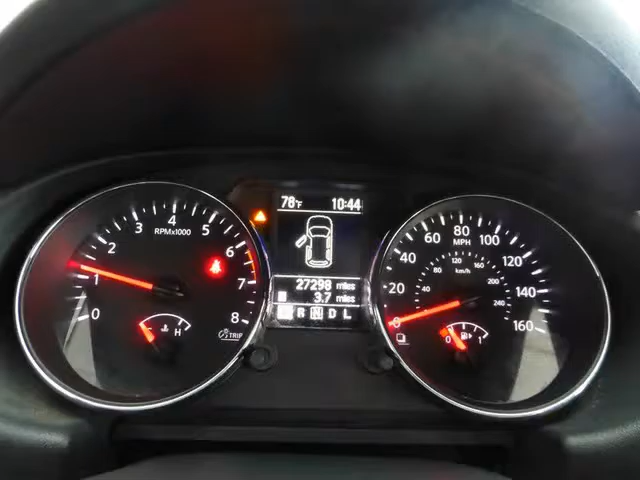 78°F 10:44
27298 miles
3.7 miles
R N D L
RPMx1000
0 1 2 3 4 5 6 7 8
H
TRIP
MPH
0 20 40 60 80 100 120 140 160
km/h
40 80 120 160 200 240
0 1